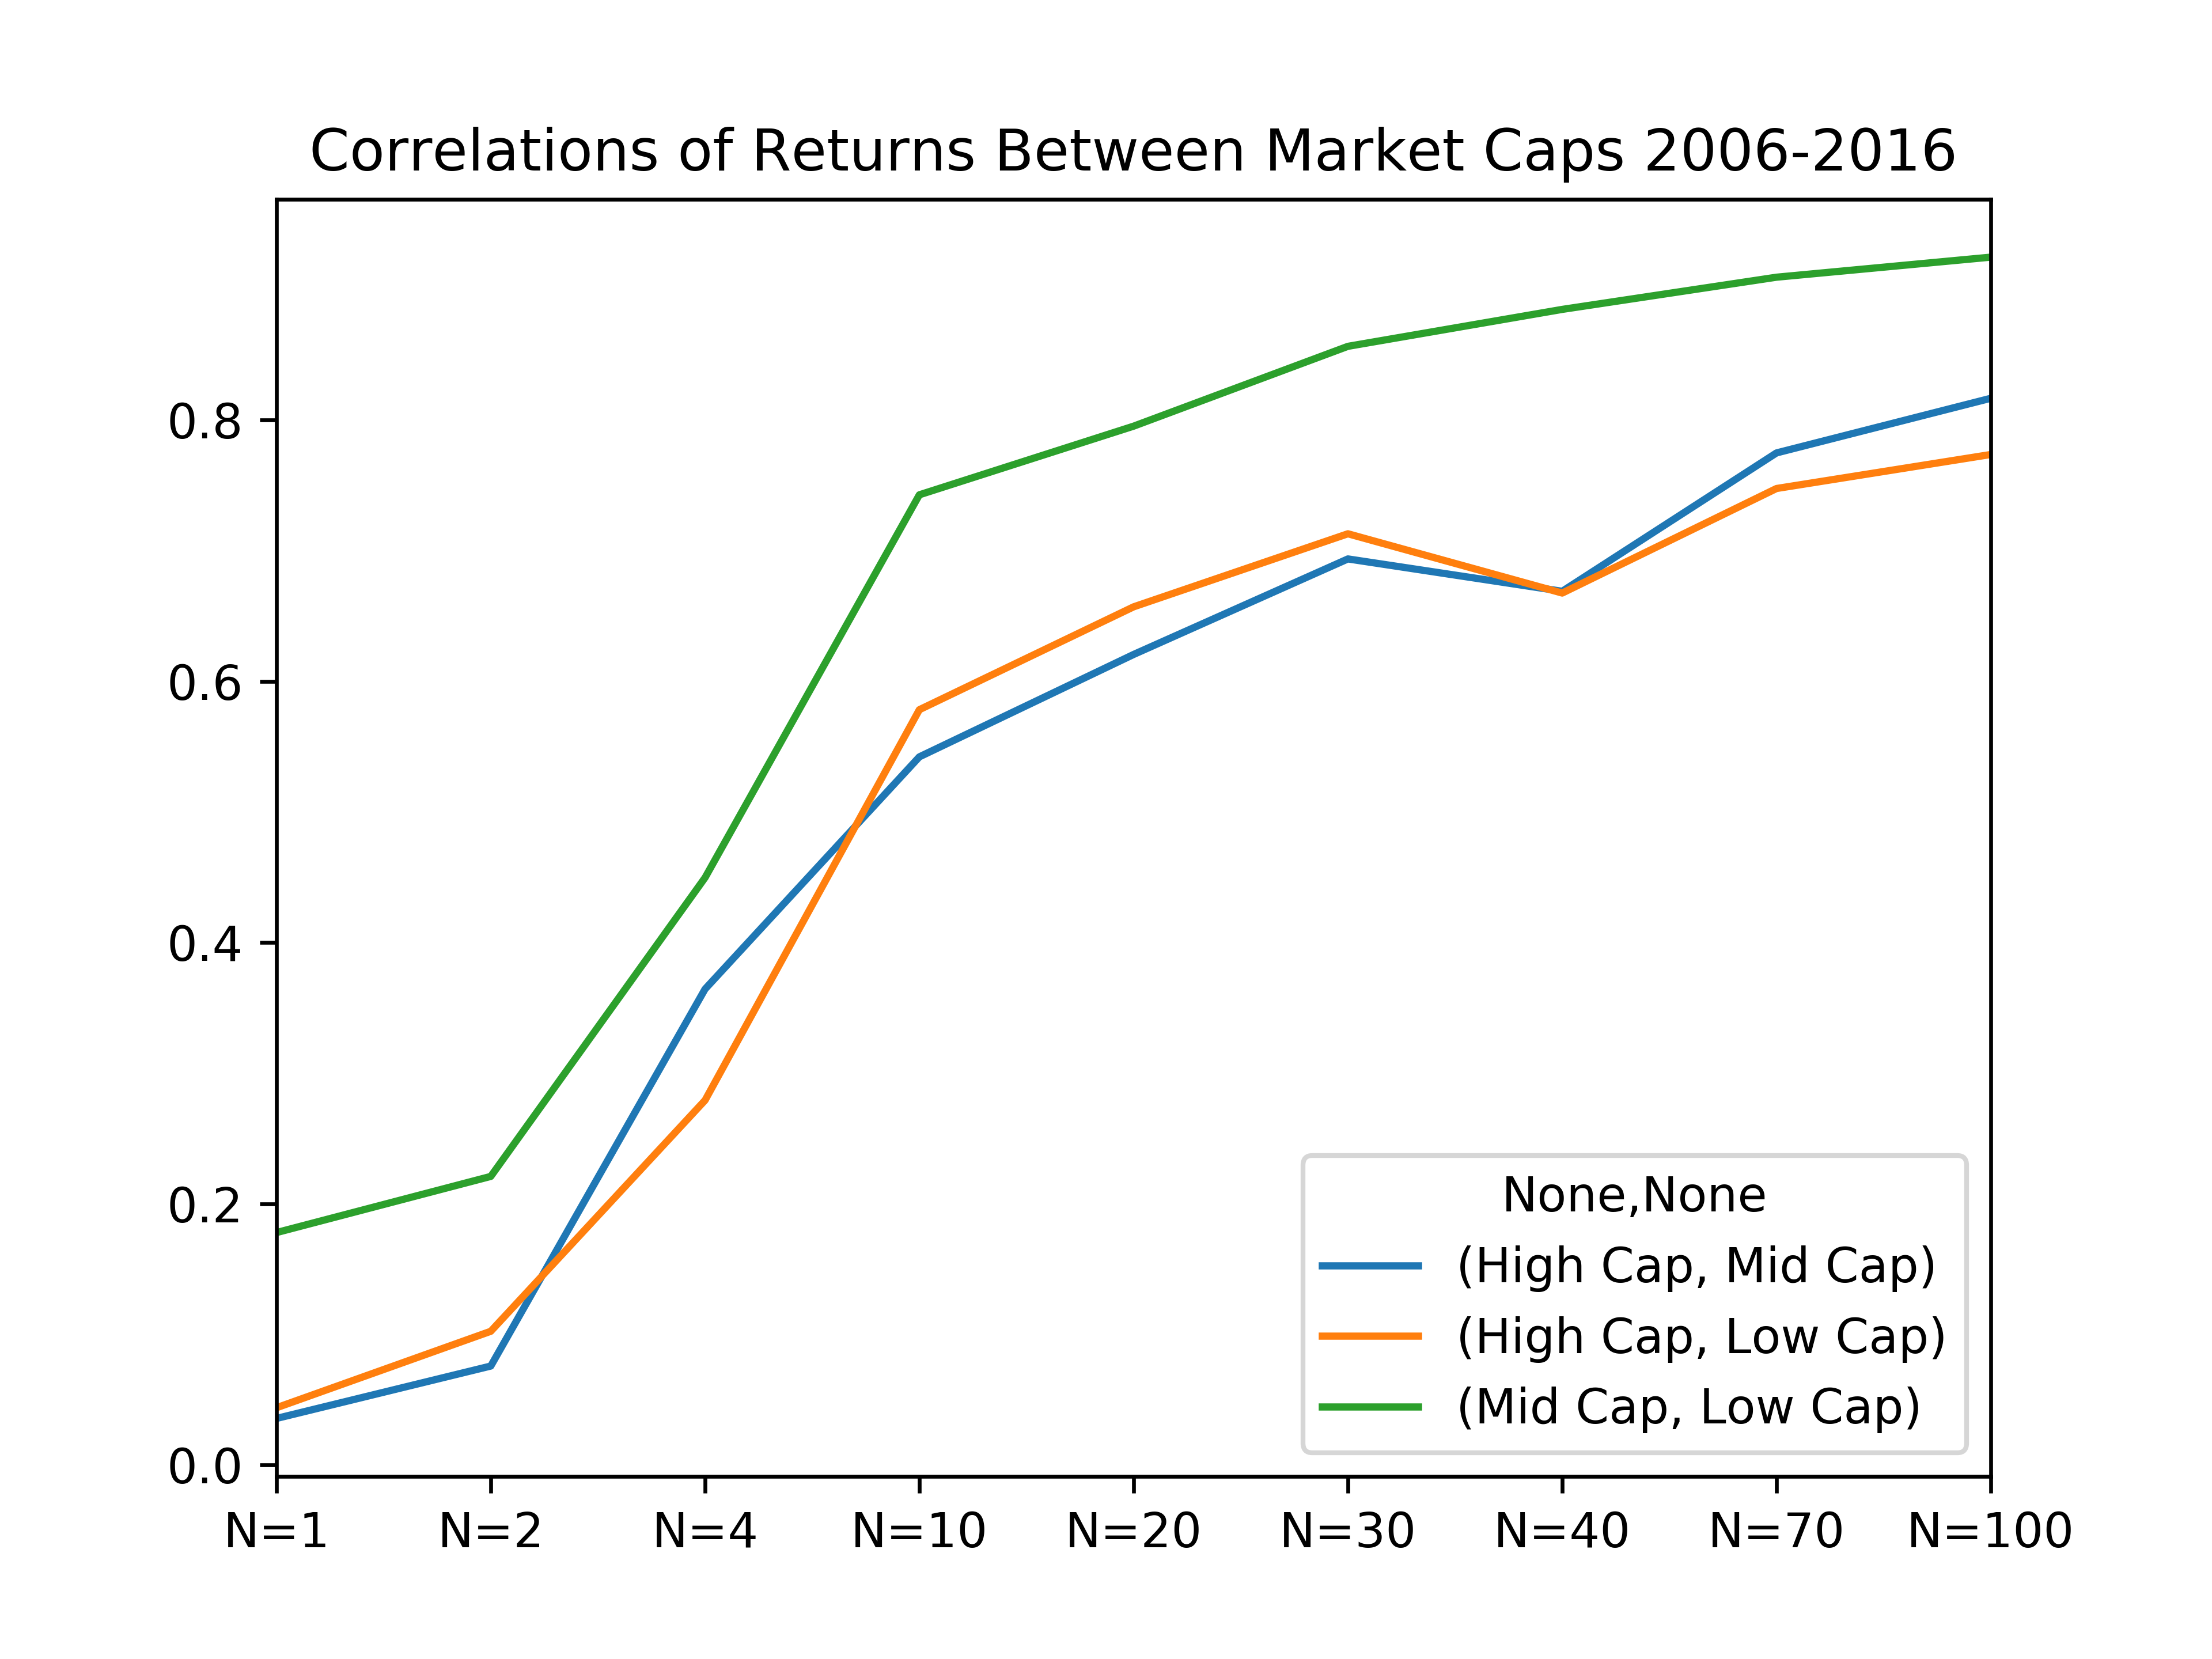 Correlations of Returns Between Market Caps 2006-2016
0.8
0.6
0.4
0.2
0.0
None,None
(High Cap, Mid Cap)
(High Cap, Low Cap)
(Mid Cap, Low Cap)
N=1 N=2 N=4 N=10 N=20 N=30 N=40 N=70 N=100